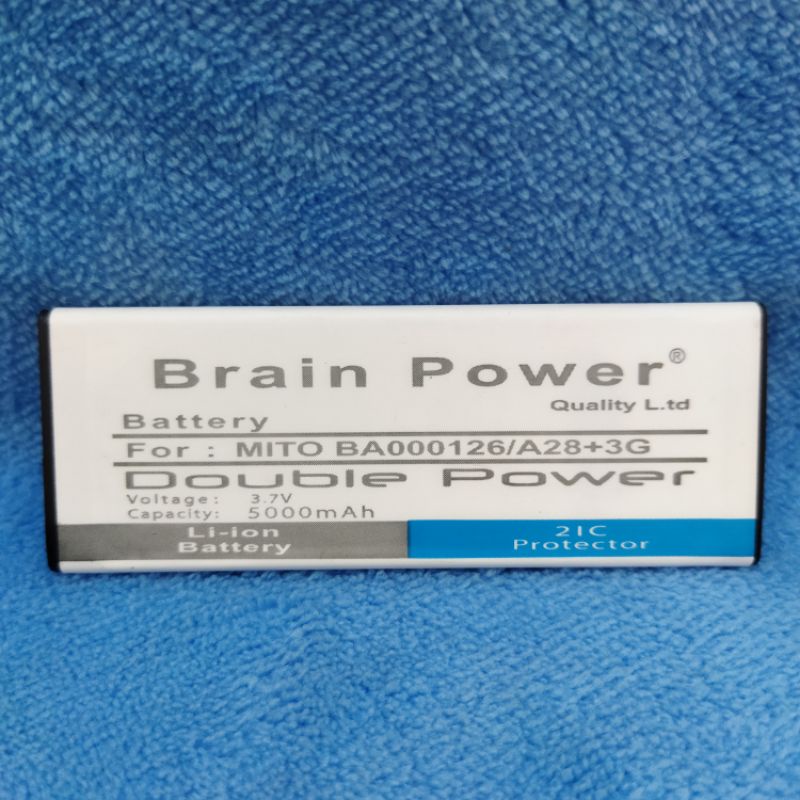 Brain Power®
Quality L.td
Battery
For : MITO BA000126/A28+3G
Double Power
Voltage: 3.7V
Capacity: 5000mAh
Li-ion
Battery
2IC
Protector